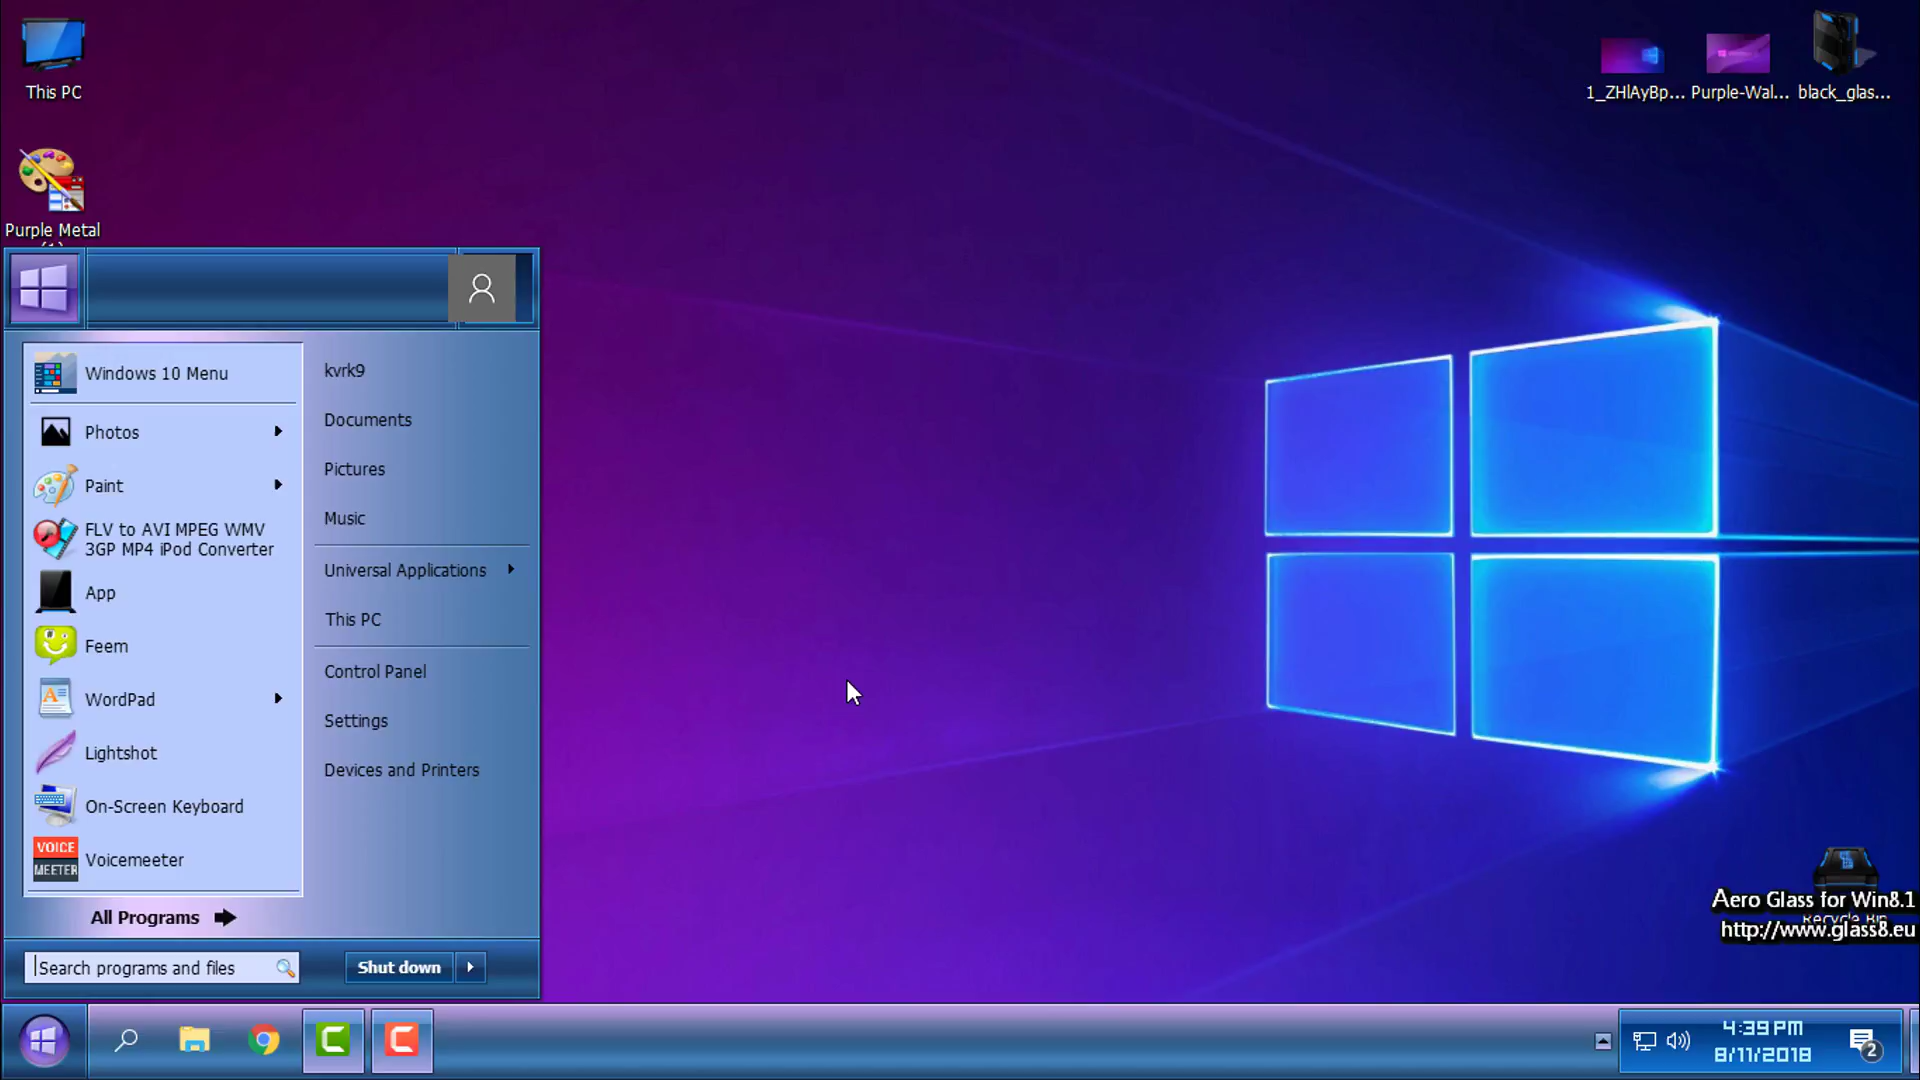 This PC
1_ZHlAyBp...
Purple-Wal...
black_glas...
Purple Metal
Windows 10 Menu
Photos
Paint
FLV to AVI MPEG WMV
3GP MP4 iPod Converter
App
Feem
WordPad
Lightshot
On-Screen Keyboard
VOICE
MEETER
Voicemeeter
All Programs
Search programs and files
kvrk9
Documents
Pictures
Music
Universal Applications
This PC
Control Panel
Settings
Devices and Printers
Shut down
Aero Glass for Win8.1
Recycle Bin
http://www.glass8.eu
4:39 PM
8/11/2018
2